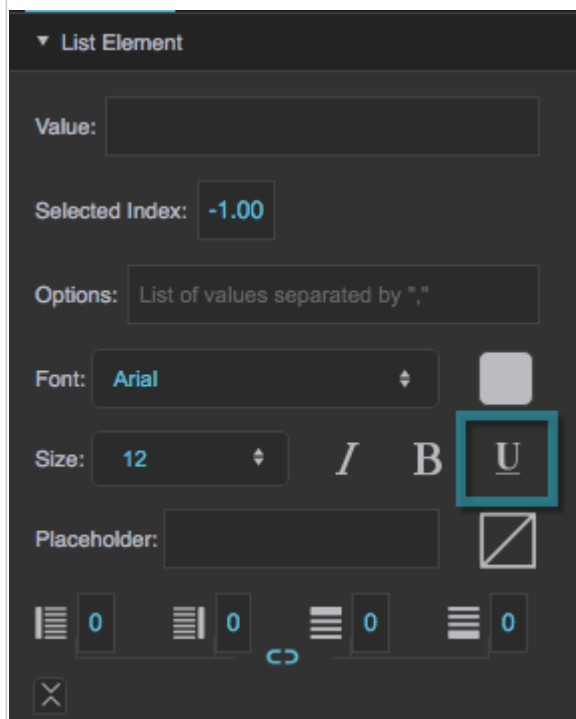 List Element
Value:
Selected Index: -1.00
Options: List of values separated by ","
Font: Arial
Size: 12 I B U
Placeholder:
0 0 0 0